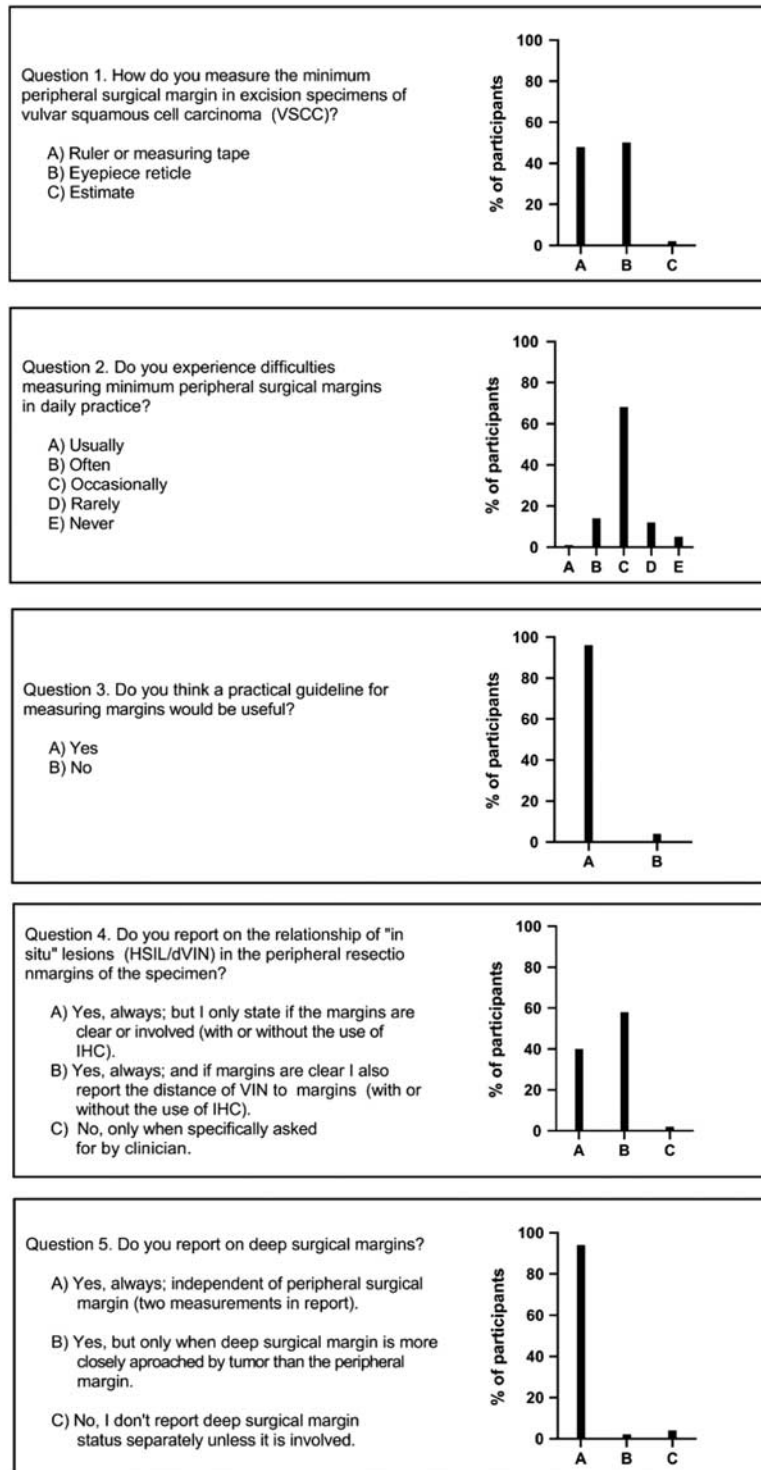 Question 1. How do you measure the minimum
peripheral surgical margin in excision specimens of
vulvar squamous cell carcinoma (VSCC)?
A) Ruler or measuring tape
B) Eyepiece reticle
C) Estimate
% of participants
100
80
60
40
20
0
A B C
Question 2. Do you experience difficulties
measuring minimum peripheral surgical margins
in daily practice?
A) Usually
B) Often
C) Occasionally
D) Rarely
E) Never
% of participants
100
80
60
40
20
0
A B C D E
Question 3. Do you think a practical guideline for
measuring margins would be useful?
A) Yes
B) No
% of participants
100
80
60
40
20
0
A B
Question 4. Do you report on the relationship of "in
situ" lesions (HSIL/dVIN) in the peripheral resectio
nmargins of the specimen?
A) Yes, always; but I only state if the margins are
clear or involved (with or without the use of
IHC).
B) Yes, always; and if margins are clear I also
report the distance of VIN to margins (with or
without the use of IHC).
C) No, only when specifically asked
for by clinician.
% of participants
100
80
60
40
20
0
A B C
Question 5. Do you report on deep surgical margins?
A) Yes, always; independent of peripheral surgical
margin (two measurements in report).
B) Yes, but only when deep surgical margin is more
closely aproached by tumor than the peripheral
margin.
C) No, I don't report deep surgical margin
status separately unless it is involved.
% of participants
100
80
60
40
20
0
A B C